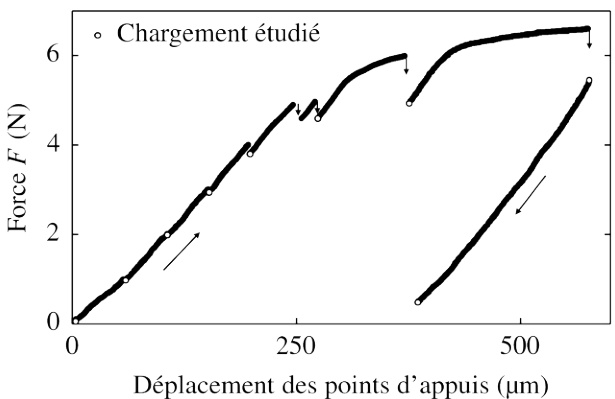 Chargement étudié
6
4
2
0
Force F (N)
0
250
500
Déplacement des points d'appuis (µm)